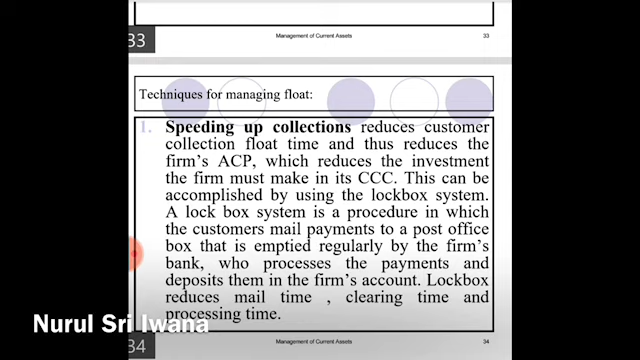 33
Management of Current Assets
33
Techniques for managing float:
1. Speeding up collections reduces customer
collection float time and thus reduces the
firm's ACP, which reduces the investment
the firm must make in its CCC. This can be
accomplished by using the lockbox system.
A lock box system is a procedure in which
the customers mail payments to a post office
box that is emptied regularly by the firm's
bank, who processes the payments and
deposits them in the firm's account. Lockbox
reduces mail time , clearing time and
processing time.
Nurul Sri Iwana
34
Management of Current Assets
34